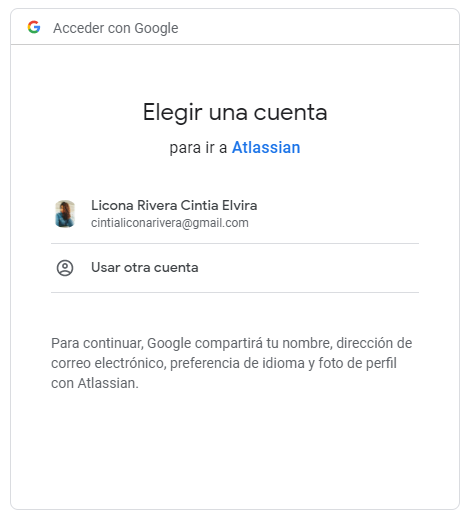 Acceder con Google
Elegir una cuenta
para ir a Atlassian
Licona Rivera Cintia Elvira
cintialiconarivera@gmail.com
Usar otra cuenta
Para continuar, Google compartirá tu nombre, dirección de
correo electrónico, preferencia de idioma y foto de perfil
con Atlassian.